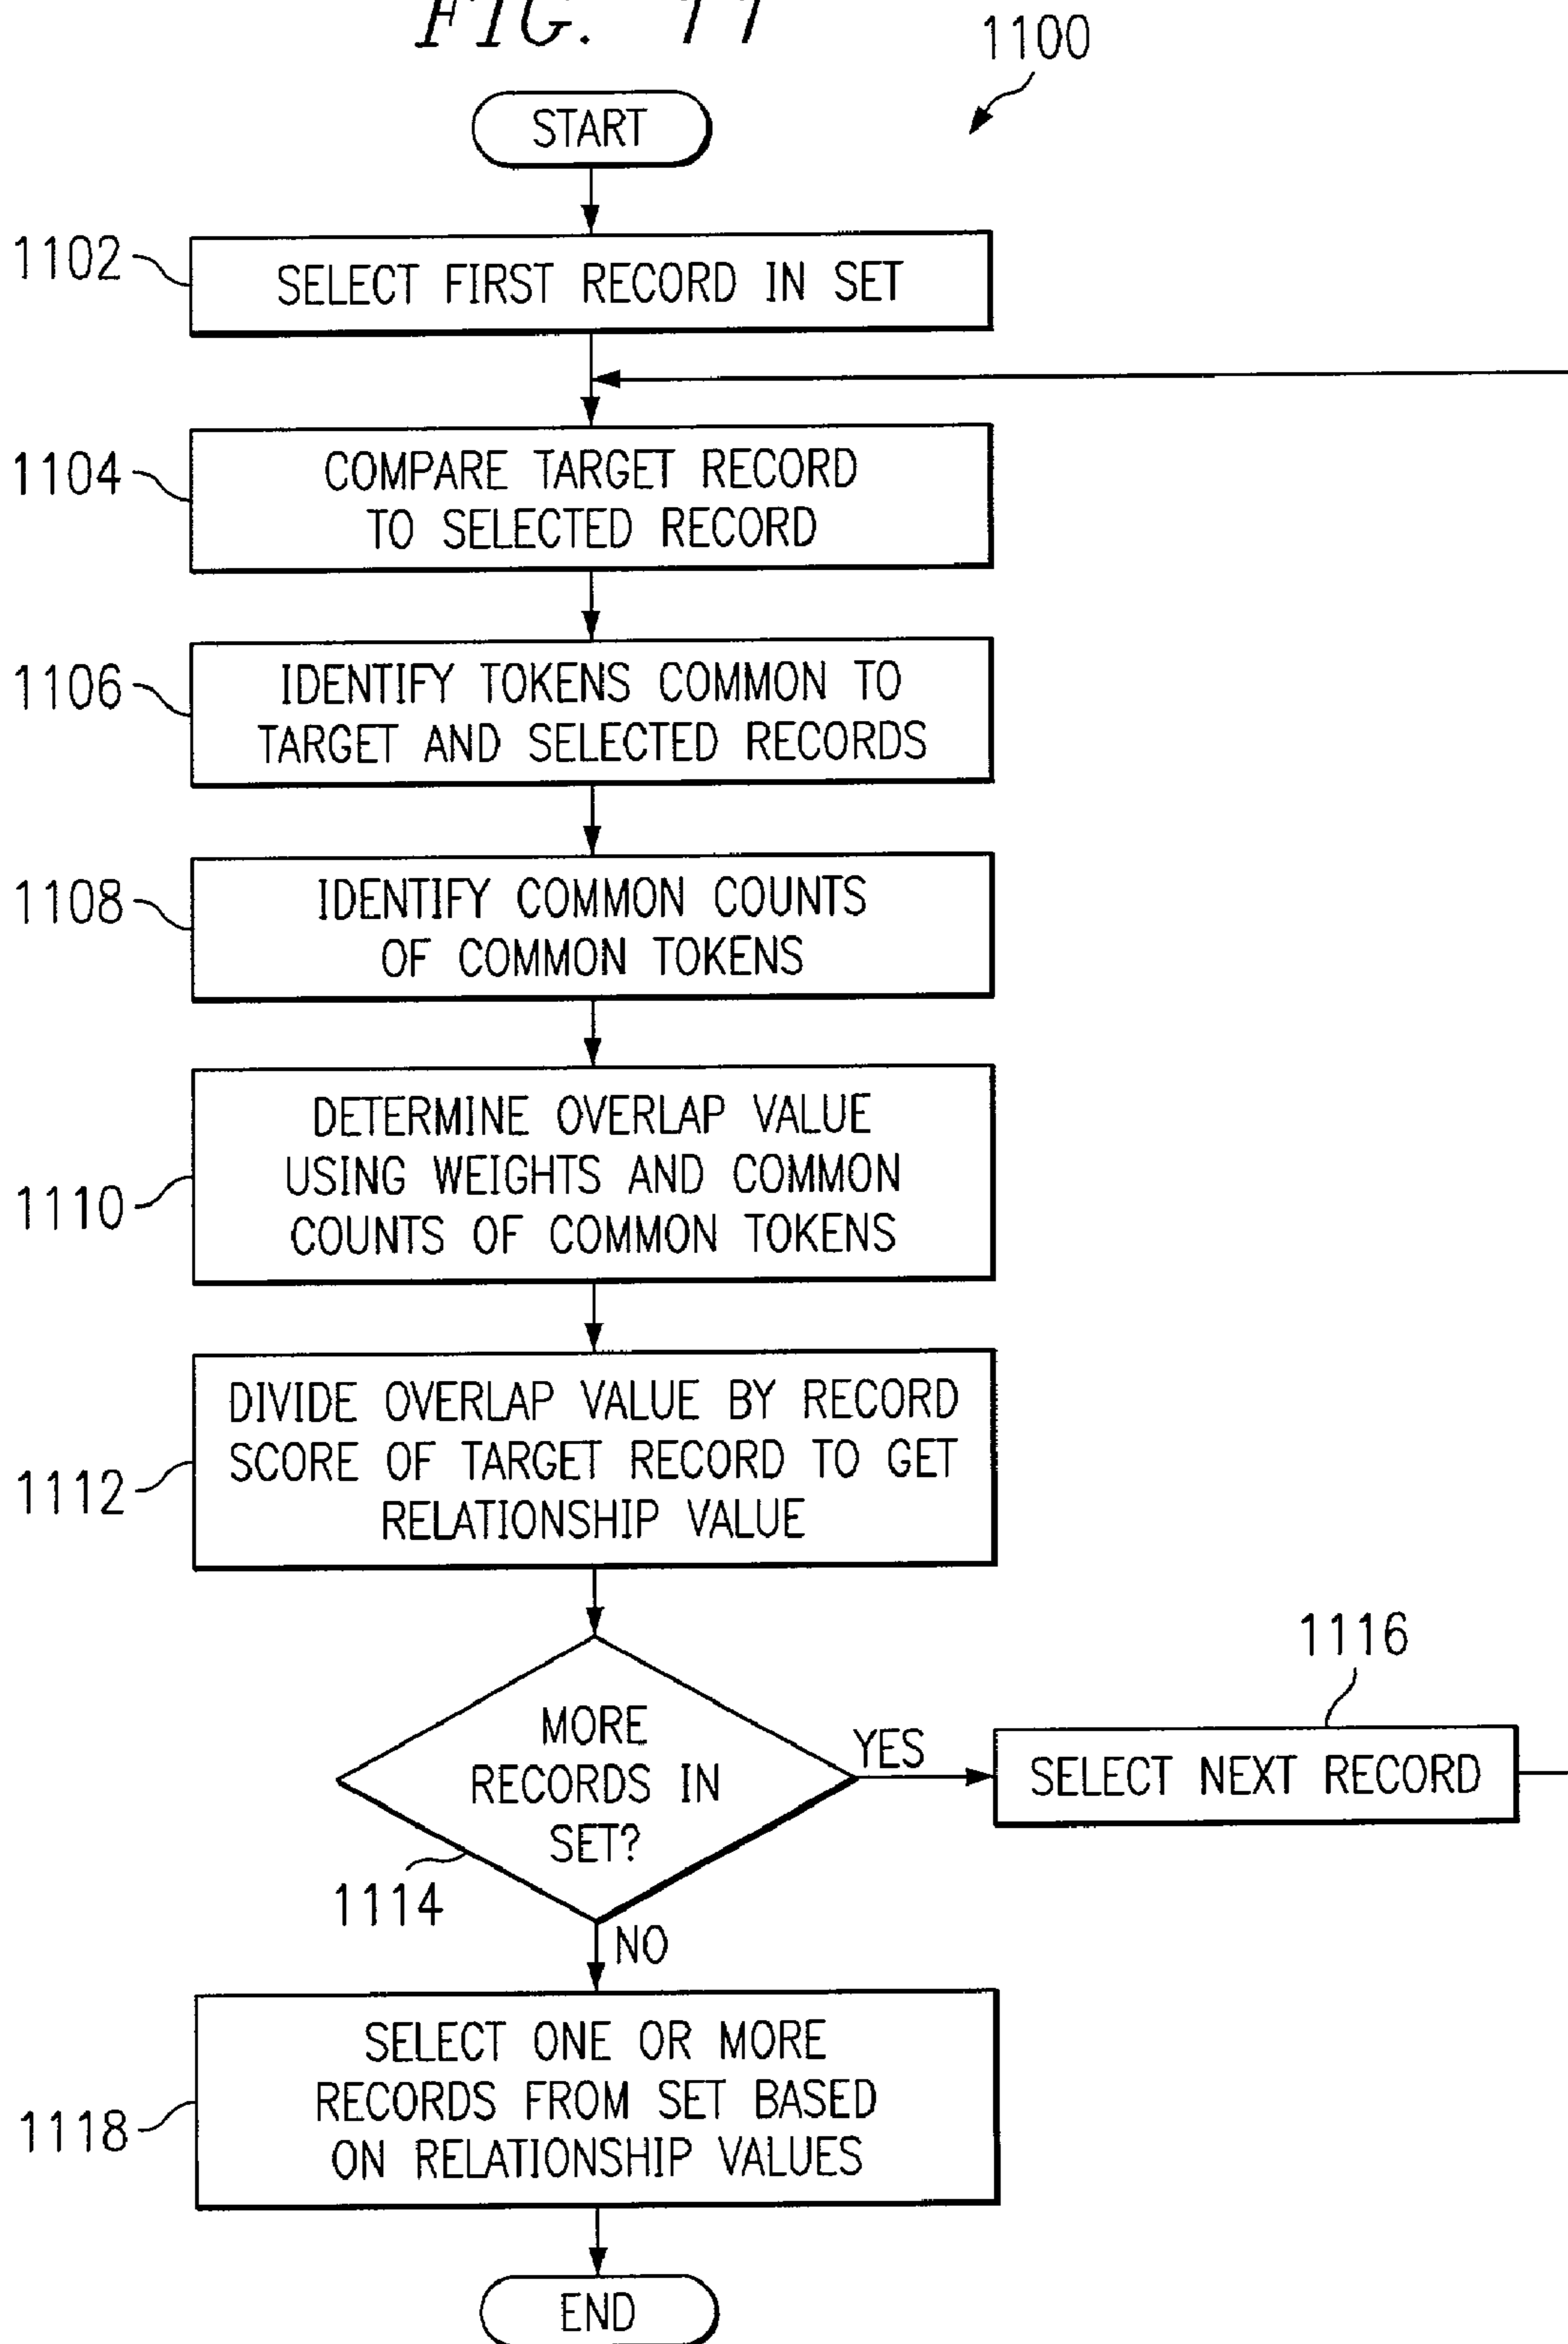 FIG. 11
1100
START
1102
SELECT FIRST RECORD IN SET
1104
COMPARE TARGET RECORD
TO SELECTED RECORD
1106
IDENTIFY TOKENS COMMON TO
TARGET AND SELECTED RECORDS
1108
IDENTIFY COMMON COUNTS
OF COMMON TOKENS
1110
DETERMINE OVERLAP VALUE
USING WEIGHTS AND COMMON
COUNTS OF COMMON TOKENS
1112
DIVIDE OVERLAP VALUE BY RECORD
SCORE OF TARGET RECORD TO GET
RELATIONSHIP VALUE
1114
MORE
RECORDS IN
SET?
YES
1116
SELECT NEXT RECORD
NO
1118
SELECT ONE OR MORE
RECORDS FROM SET BASED
ON RELATIONSHIP VALUES
END